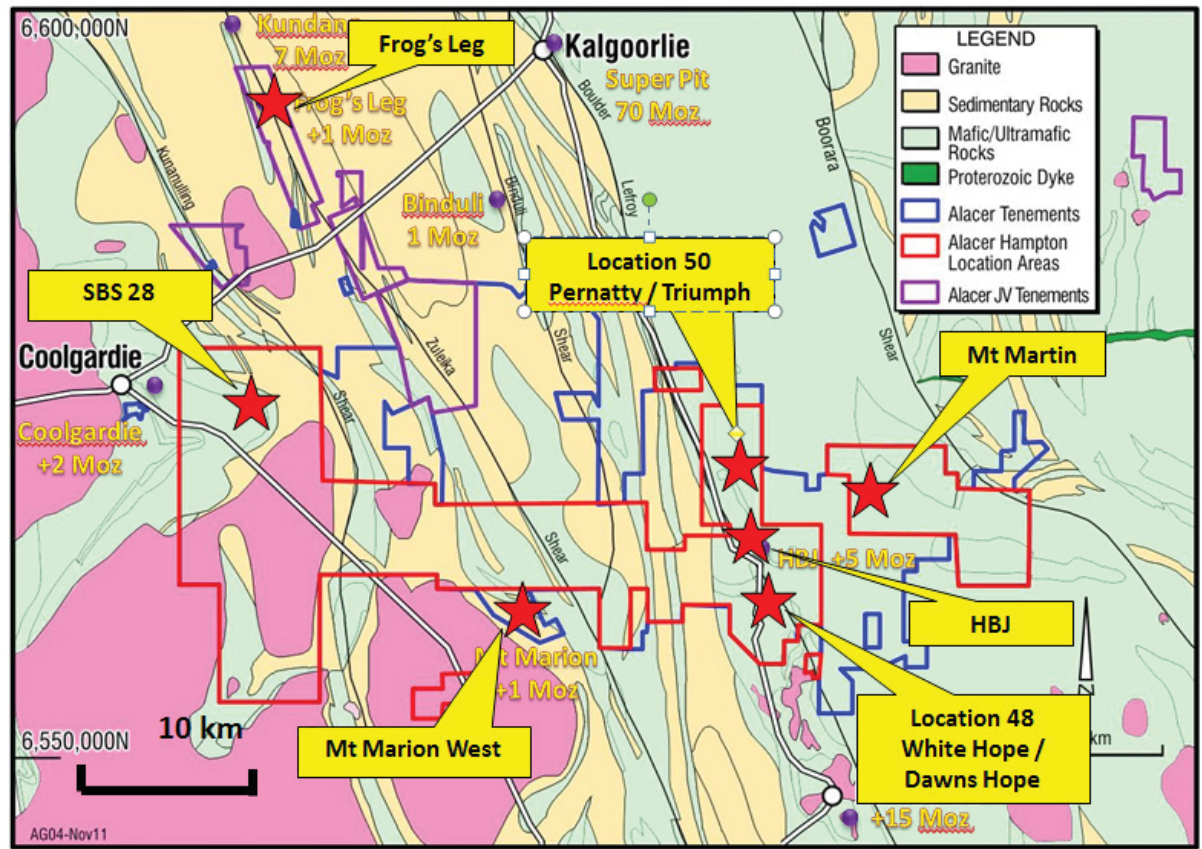 6,600,000N
Kundana
7 Moz
Frog's Leg
Frog's Leg
+1 Moz
Kalgoorlie
Super Pit
70 Moz
Boulder
Boorara
LEGEND
Granite
Sedimentary Rocks
Mafic/Ultramafic
Rocks
Proterozoic Dyke
Alacer Tenements
Alacer Hampton
Location Areas
Alacer JV Tenements
Kunanulling
Binduli
1 Moz
Binduli
Lefroy
Location 50
Pernatty / Triumph
SBS 28
Coolgardie
Coolgardie
+2 Moz
Zuleika
Shear
Shear
Shear
Shear
Shear
Mt Martin
HBJ +5 Moz
HBJ
Mt Marion
+1 Moz
Mt Marion West
Location 48
White Hope /
Dawns Hope
6,550,000N
10 km
km
+15 Moz
AG04-Nov11